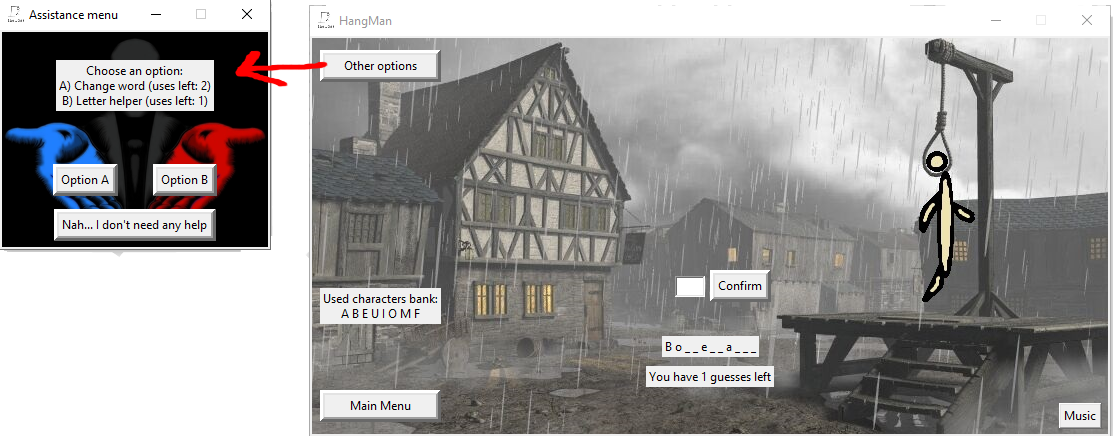 Assistance menu
Choose an option:
A) Change word (uses left: 2)
B) Letter helper (uses left: 1)
Option A
Option B
Nah... I don't need any help
HangMan
Other options
Used characters bank:
A B E U I O M F
Confirm
B o _ _ e _ _ a _ _ _
You have 1 guesses left
Main Menu
Music